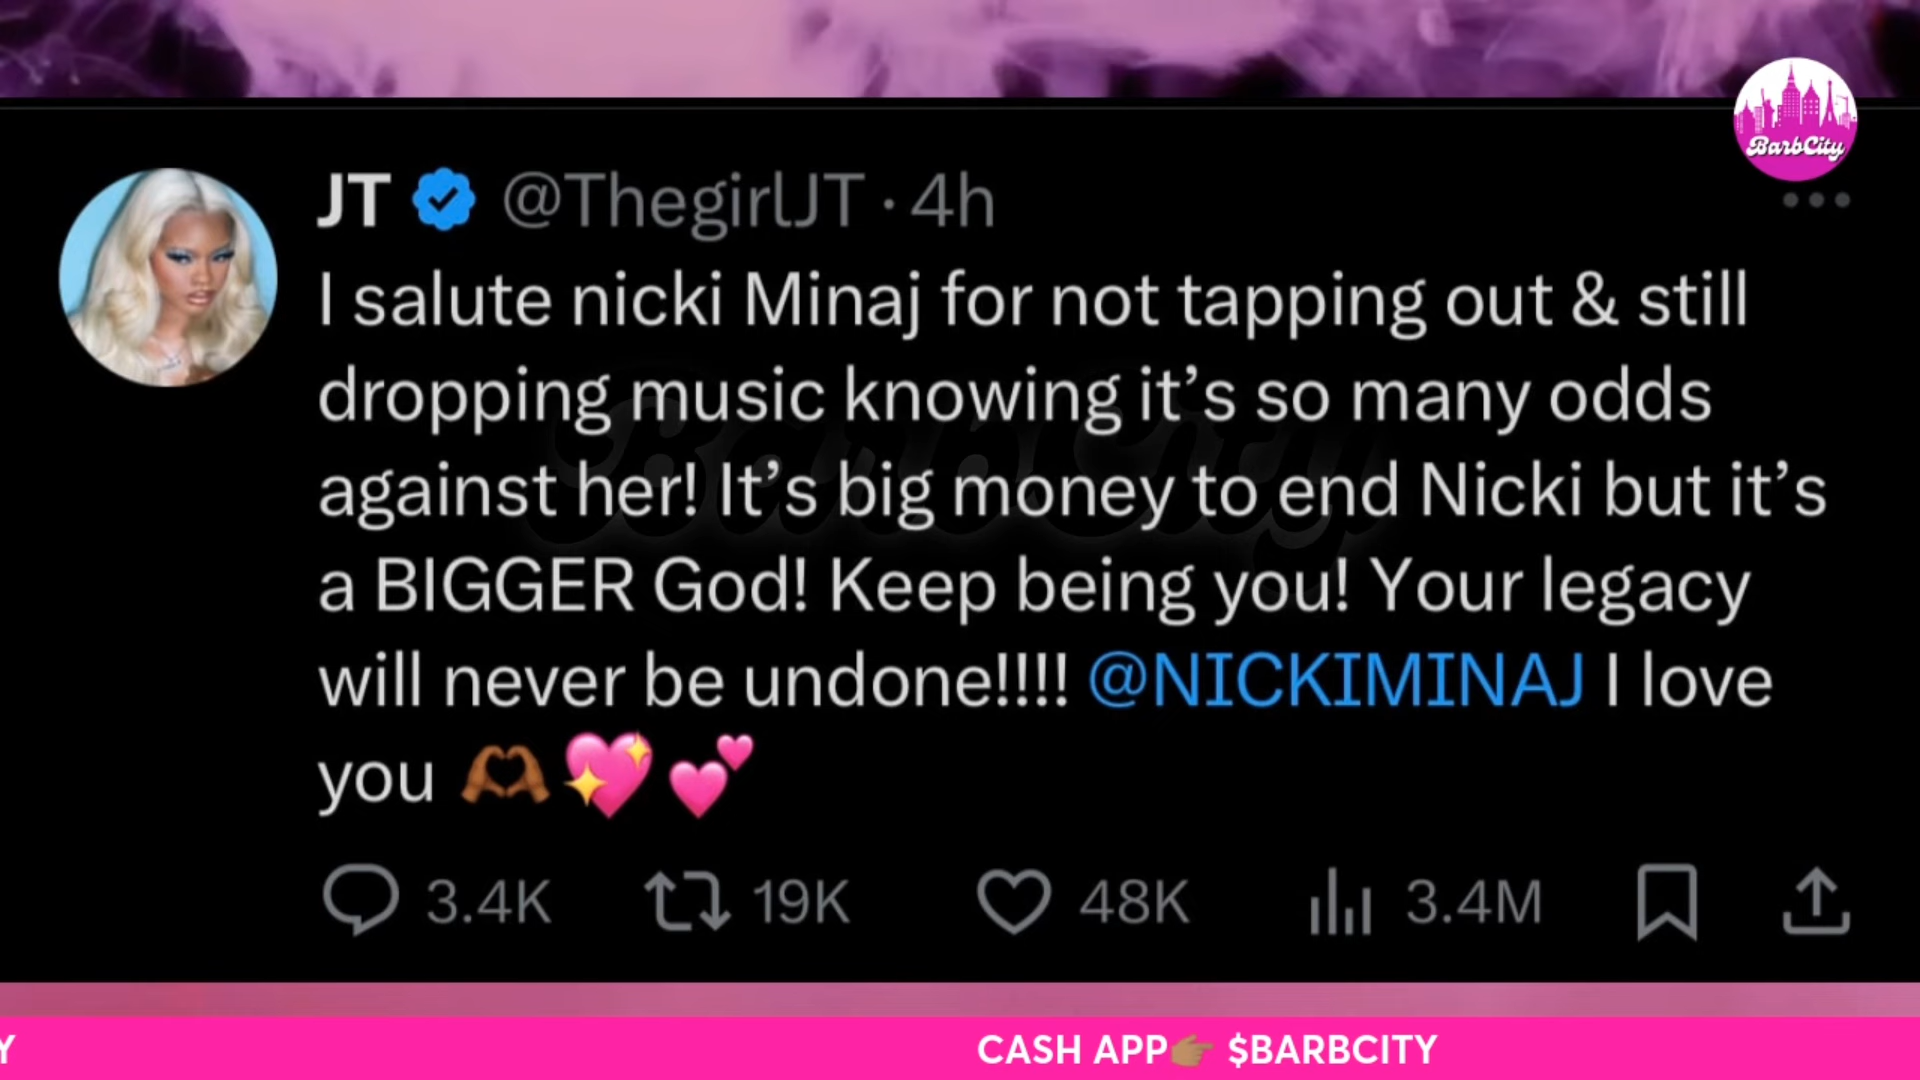 BarbCity
JT @ThegirlJT · 4h
I salute nicki Minaj for not tapping out & still
dropping music knowing it’s so many odds
against her! It’s big money to end Nicki but it’s
a BIGGER God! Keep being you! Your legacy
will never be undone!!!! @NICKIMINAJ I love
you 🫶🏾💖💕
BarbCity
3.4K 19K 48K 3.4M
Y CASH APP👉🏽 $BARBCITY